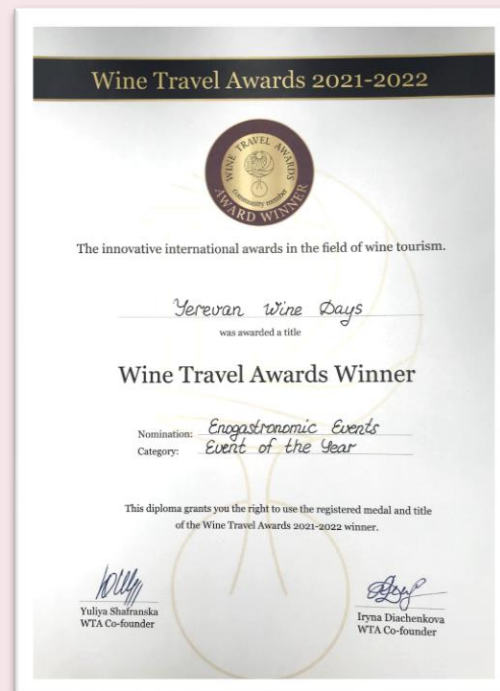 Wine Travel Awards 2021-2022
WINE TRAVEL AWARDS
community member
AWARD WINNER
The innovative international awards in the field of wine tourism.
Yerevan Wine Days
was awarded a title
Wine Travel Awards Winner
Nomination: Enogastronomic Events
Category: Event of the Year
This diploma grants you the right to use the registered medal and title
of the Wine Travel Awards 2021-2022 winner.
Yuliya Shafranska
WTA Co-founder
Iryna Diachenkova
WTA Co-founder